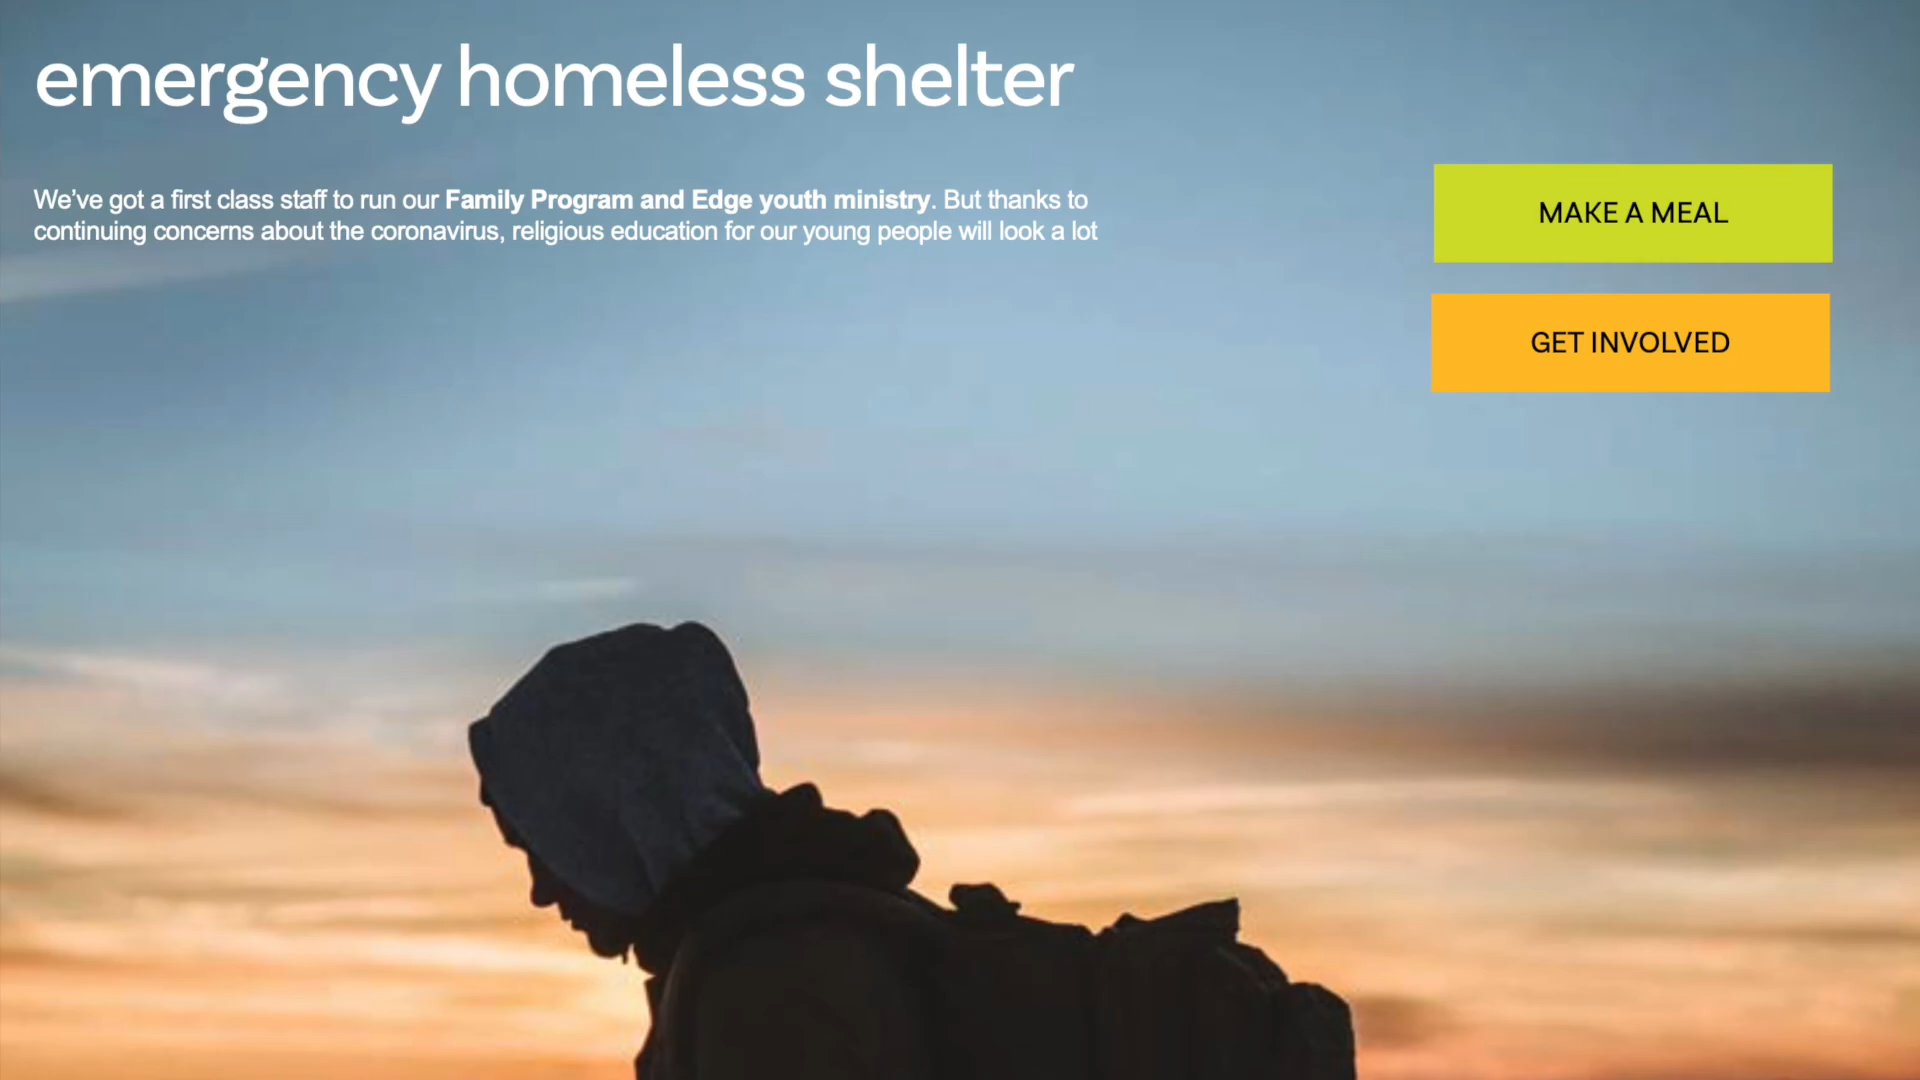 emergency homeless shelter
We’ve got a first class staff to run our Family Program and Edge youth ministry. But thanks to
continuing concerns about the coronavirus, religious education for our young people will look a lot
MAKE A MEAL
GET INVOLVED